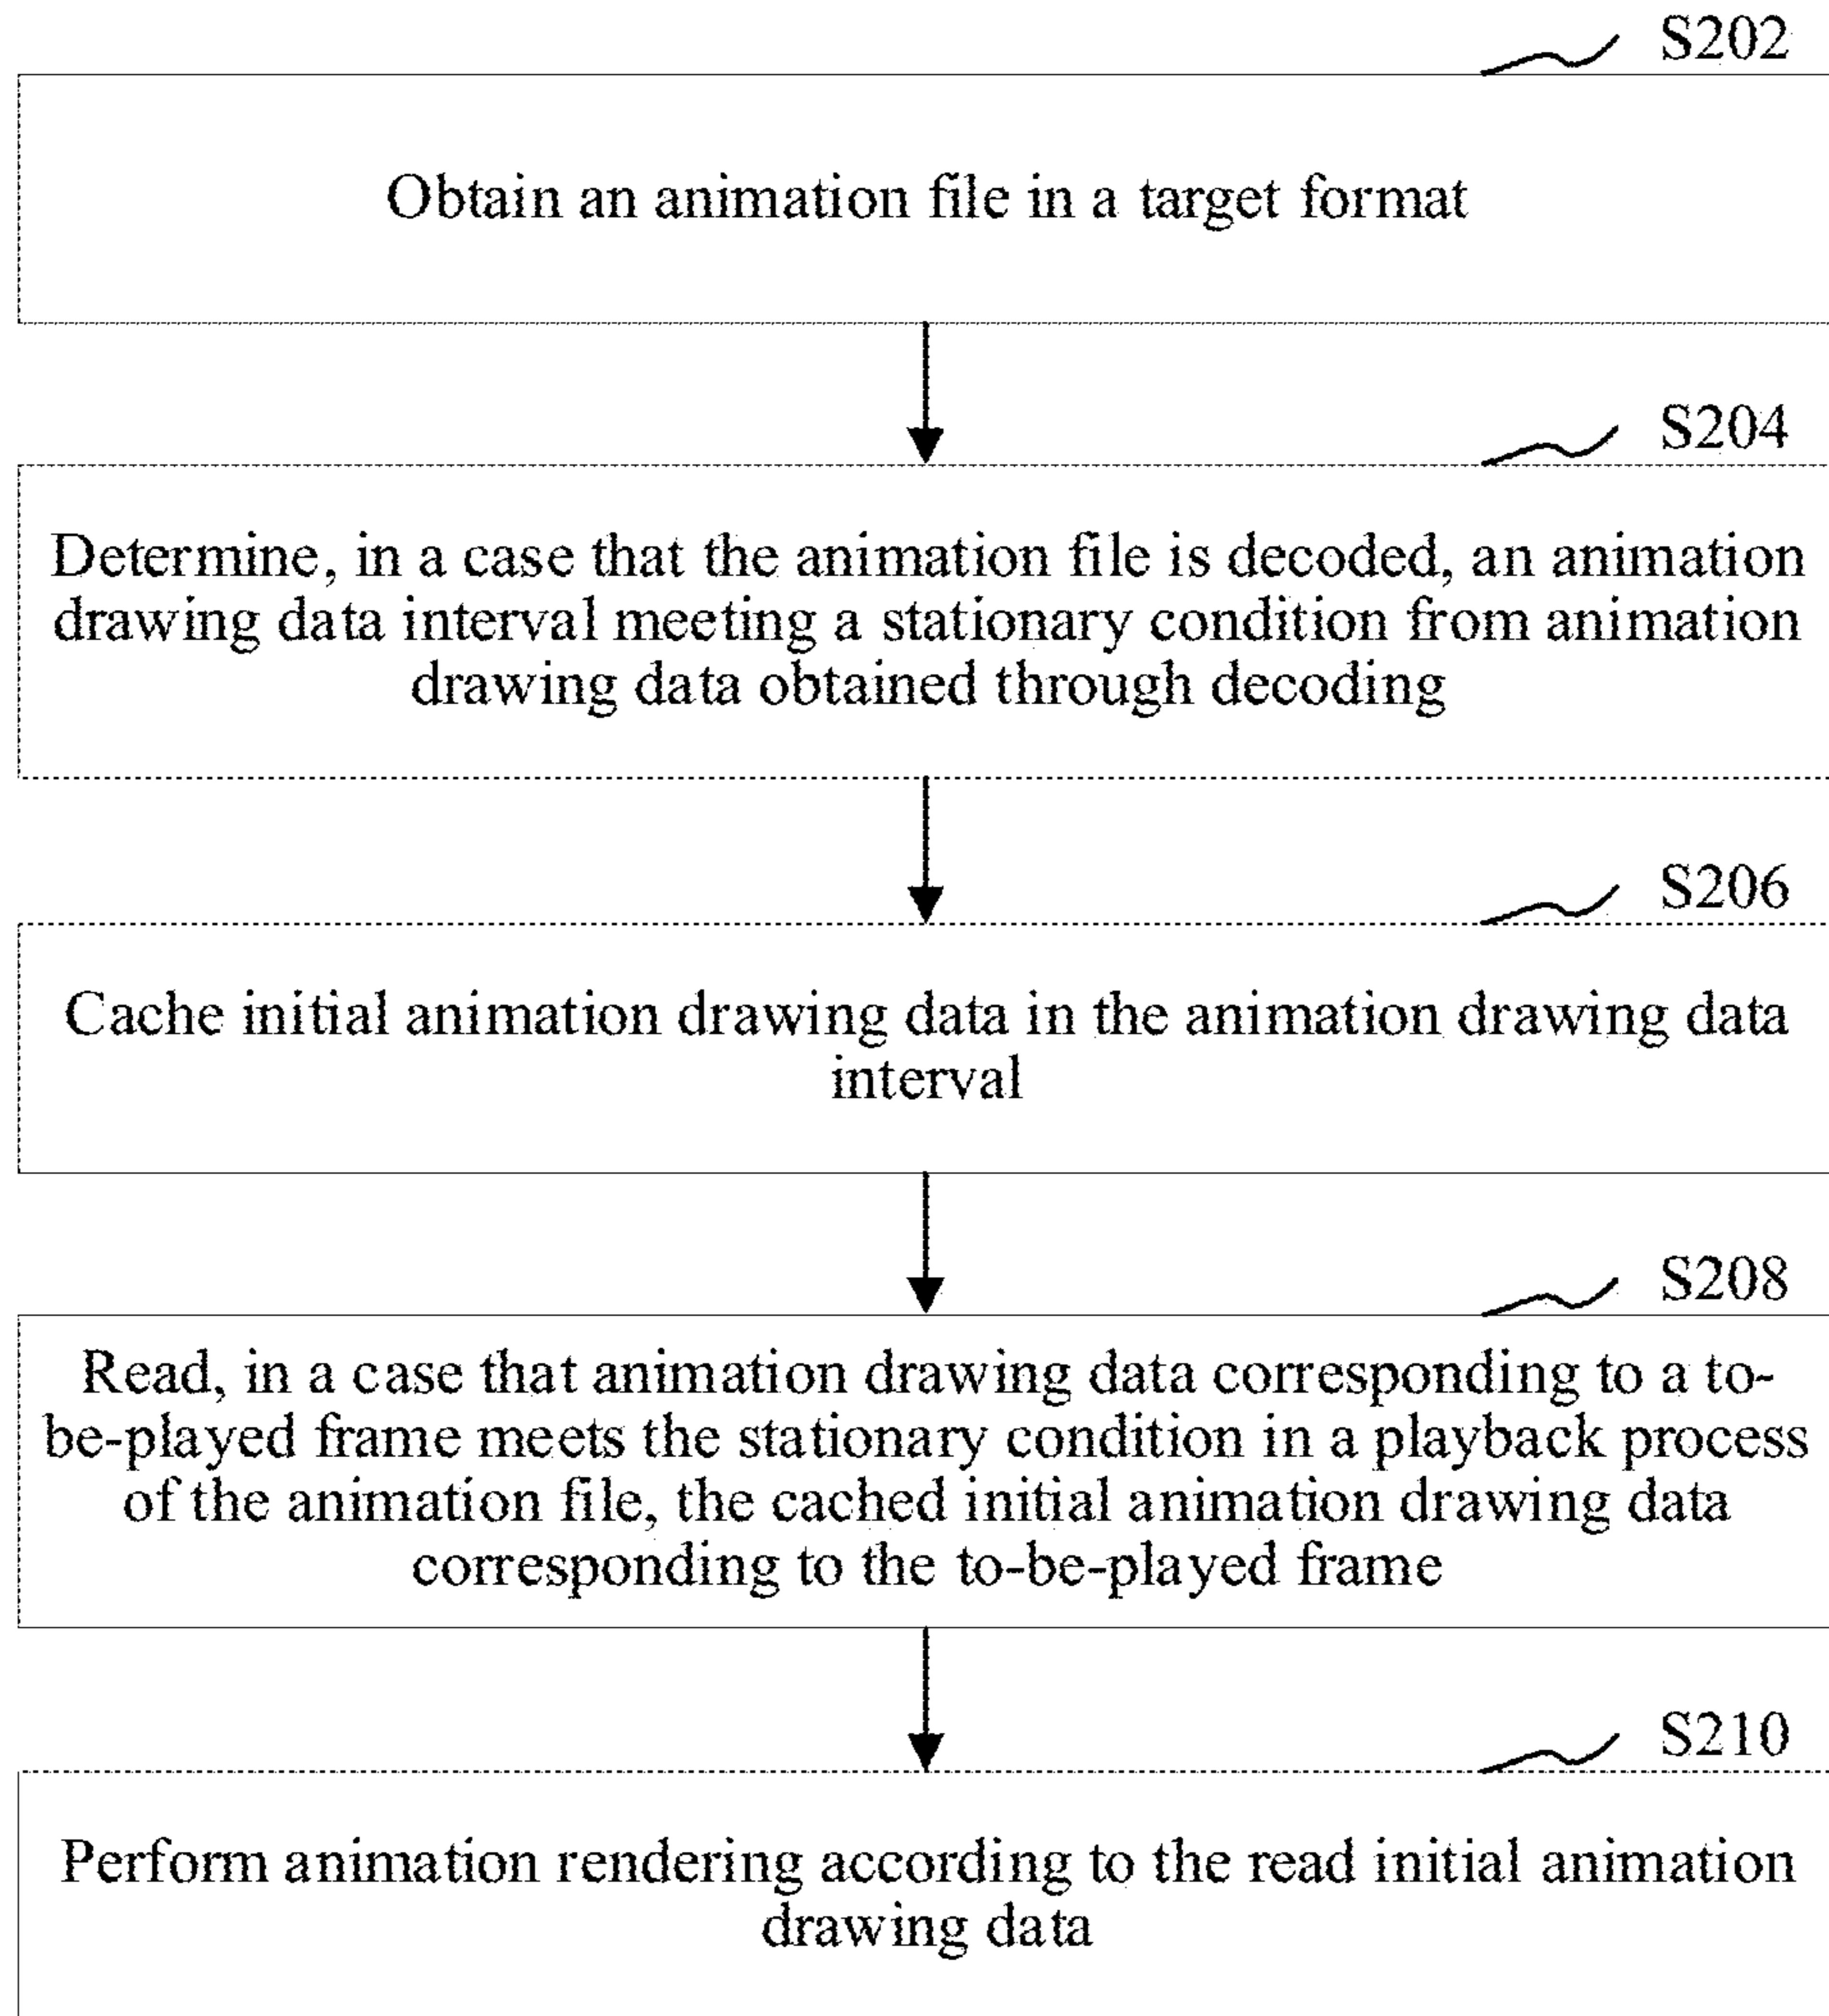 S202
Obtain an animation file in a target format
S204
Determine, in a case that the animation file is decoded, an animation
drawing data interval meeting a stationary condition from animation
drawing data obtained through decoding
S206
Cache initial animation drawing data in the animation drawing data
interval
S208
Read, in a case that animation drawing data corresponding to a to-
be-played frame meets the stationary condition in a playback process
of the animation file, the cached initial animation drawing data
corresponding to the to-be-played frame
S210
Perform animation rendering according to the read initial animation
drawing data